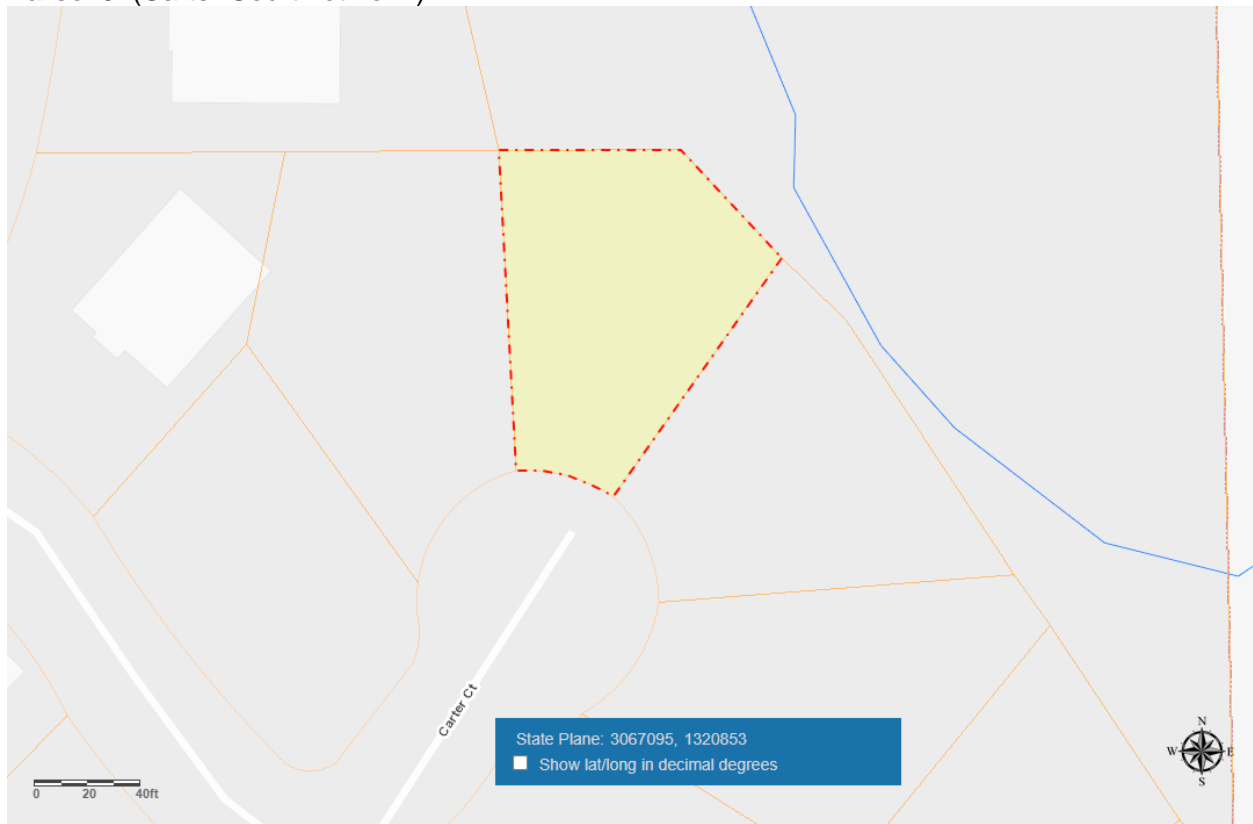 Carter Ct
State Plane: 3067095, 1320853
Show lat/long in decimal degrees
N
W E
S
0 20 40ft